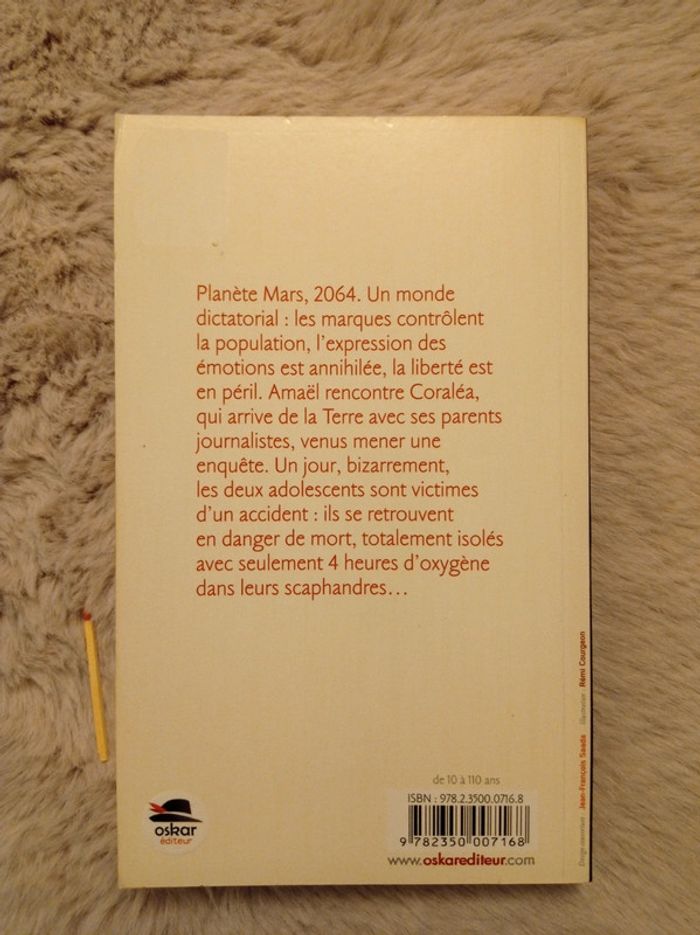 Planète Mars, 2064. Un monde
dictatorial : les marques contrôlent
la population, l'expression des
émotions est annihilée, la liberté est
en péril. Amaël rencontre Coraléa,
qui arrive de la Terre avec ses parents
journalistes, venus mener une
enquête. Un jour, bizarrement,
les deux adolescents sont victimes
d'un accident : ils se retrouvent
en danger de mort, totalement isolés
avec seulement 4 heures d'oxygène
dans leurs scaphandres...
de 10 à 110 ans
ISBN : 978.2.3500.0716.8
9 782350 007168
www.oskarediteur.com
oskar
éditeur
Jean-François Saada illustration : Rémi Courgeon